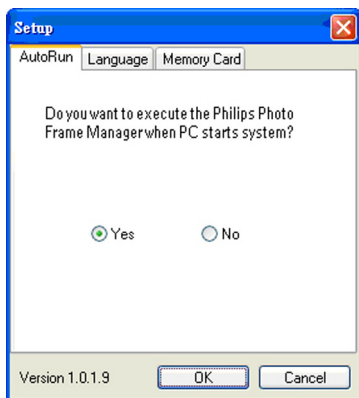 Setup
AutoRun Language Memory Card
Do you want to execute the Philips Photo
Frame Manager when PC starts system?
Yes No
Version 1.0.1.9 OK Cancel